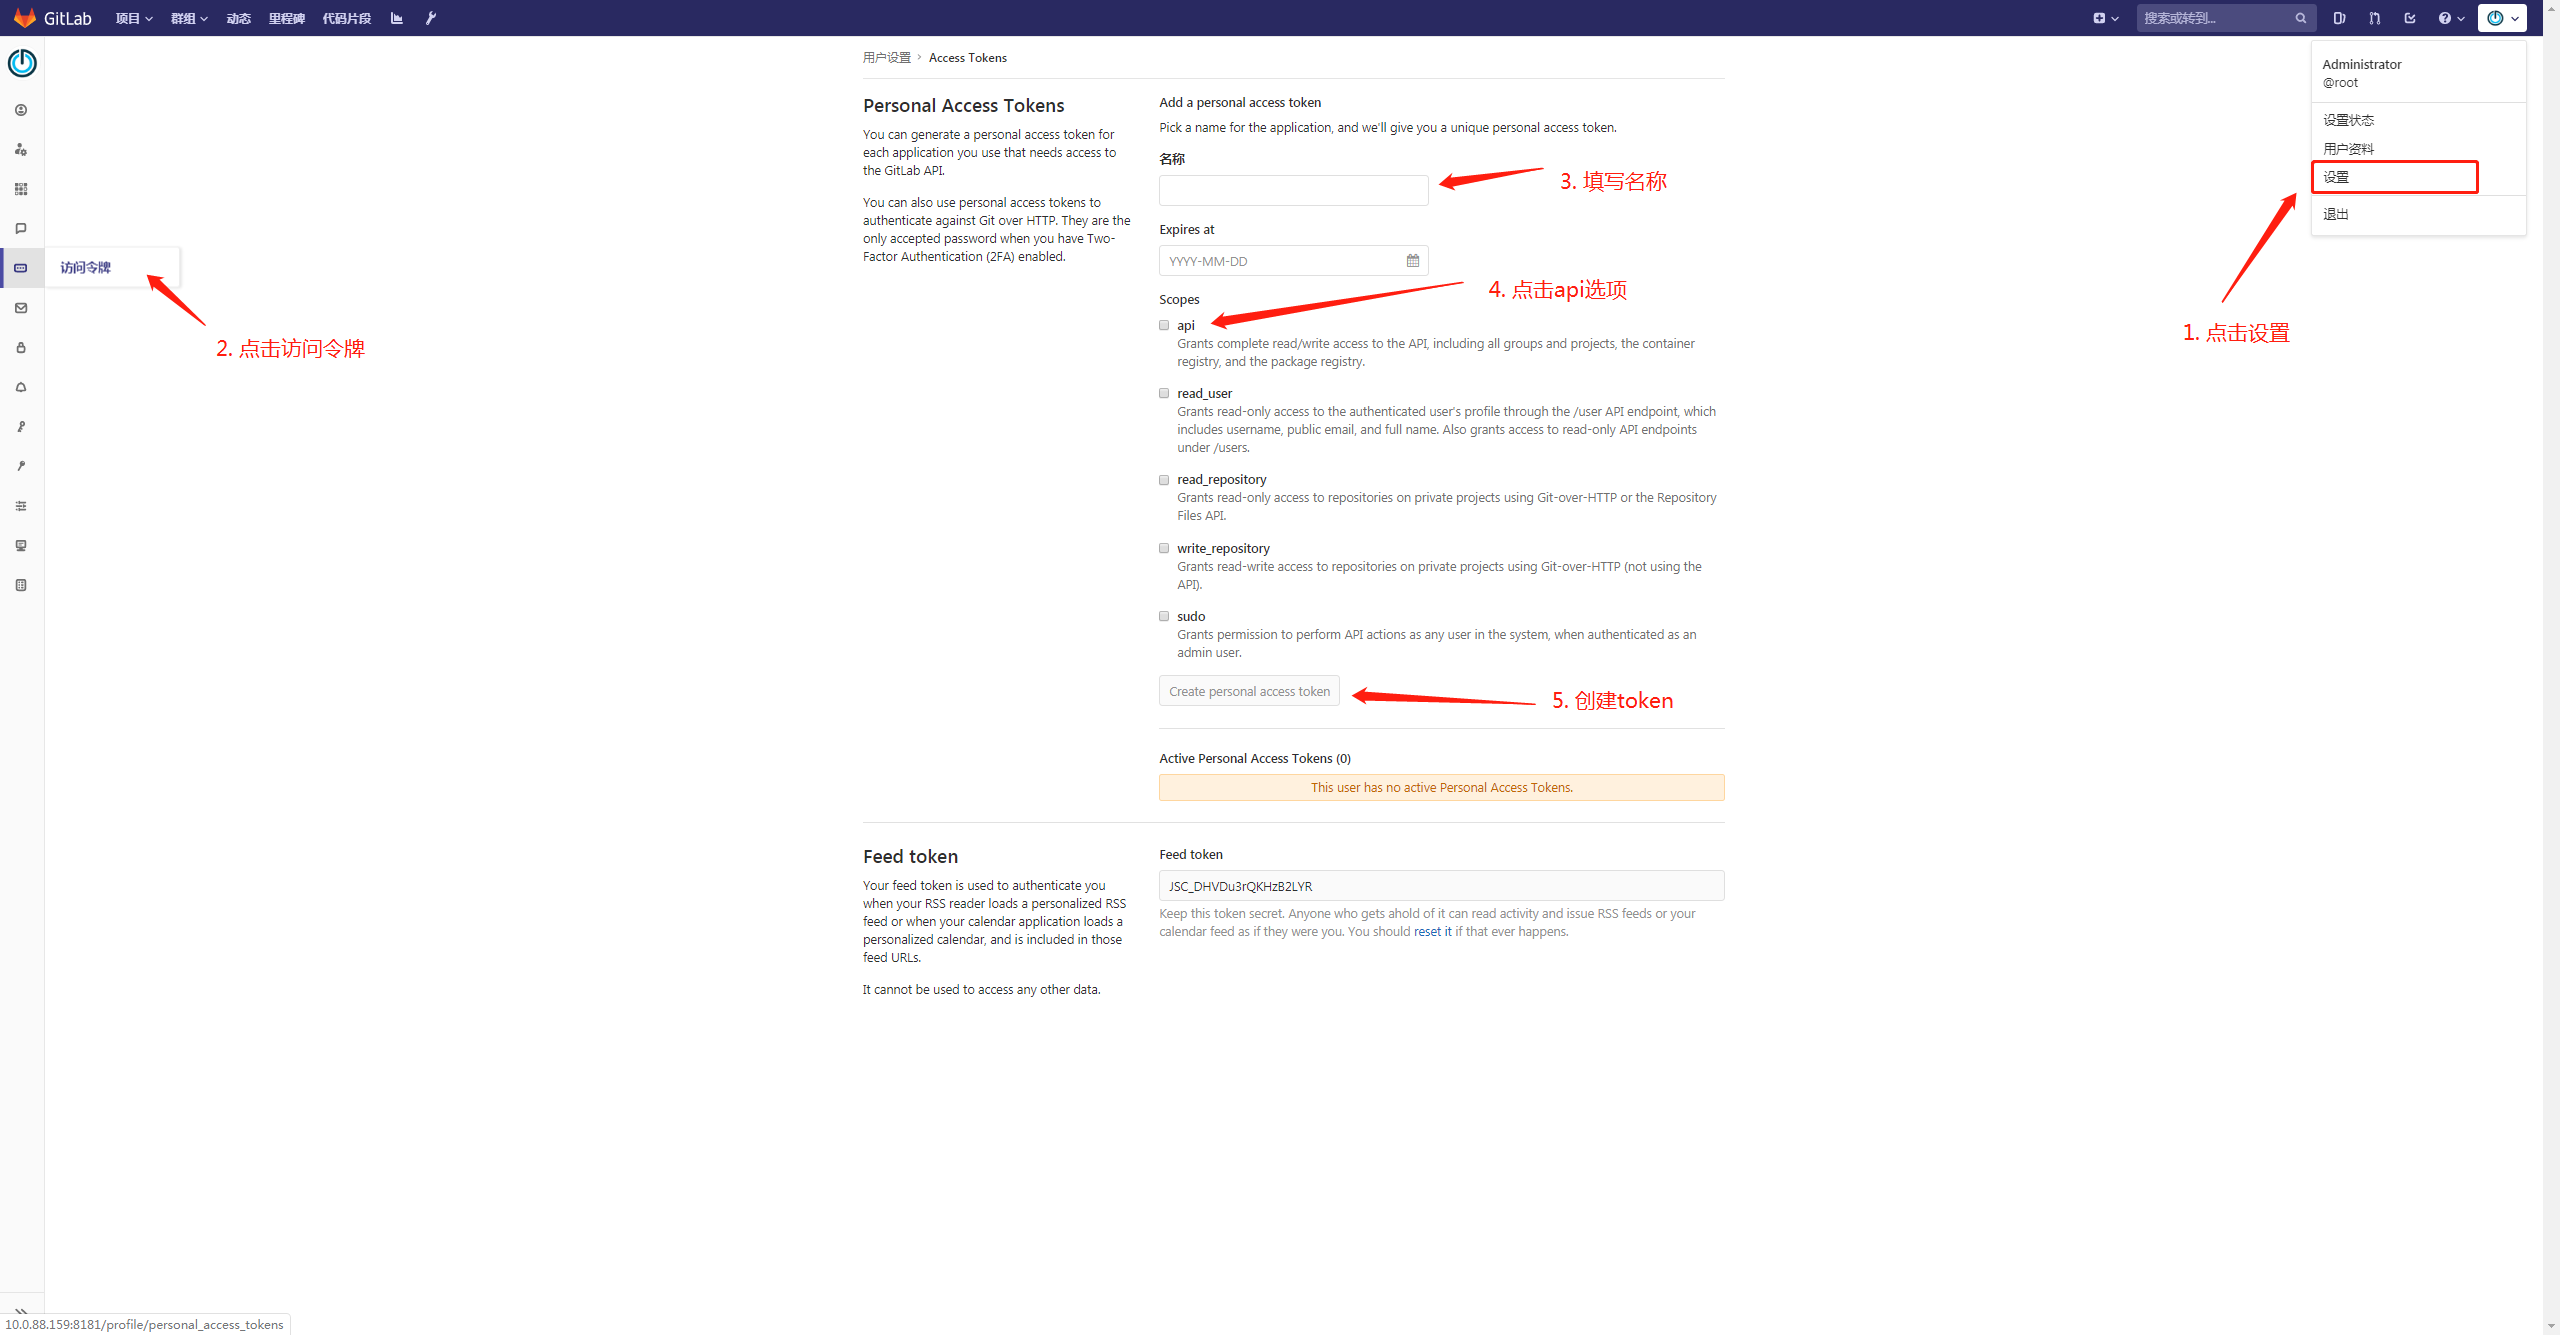 GitLab 项目 群组 动态 里程碑 代码片段 搜索或转到...
用户设置 › Access Tokens
Administrator
@root
设置状态
用户资料
设置
退出
1. 点击设置
访问令牌
2. 点击访问令牌
Personal Access Tokens
You can generate a personal access token for
each application you use that needs access to
the GitLab API.
You can also use personal access tokens to
authenticate against Git over HTTP. They are the
only accepted password when you have Two-
Factor Authentication (2FA) enabled.
Add a personal access token
Pick a name for the application, and we'll give you a unique personal access token.
名称
3. 填写名称
Expires at
YYYY-MM-DD
4. 点击api选项
Scopes
api
Grants complete read/write access to the API, including all groups and projects, the container
registry, and the package registry.
read_user
Grants read-only access to the authenticated user's profile through the /user API endpoint, which
includes username, public email, and full name. Also grants access to read-only API endpoints
under /users.
read_repository
Grants read-only access to repositories on private projects using Git-over-HTTP or the Repository
Files API.
write_repository
Grants read-write access to repositories on private projects using Git-over-HTTP (not using the
API).
sudo
Grants permission to perform API actions as any user in the system, when authenticated as an
admin user.
Create personal access token
5. 创建token
Active Personal Access Tokens (0)
This user has no active Personal Access Tokens.
Feed token
Your feed token is used to authenticate you
when your RSS reader loads a personalized RSS
feed or when your calendar application loads a
personalized calendar, and is included in those
feed URLs.
It cannot be used to access any other data.
Feed token
JSC_DHVDu3rQKHzB2LYR
Keep this token secret. Anyone who gets ahold of it can read activity and issue RSS feeds or your
calendar feed as if they were you. You should reset it if that ever happens.
10.0.88.159:8181/profile/personal_access_tokens